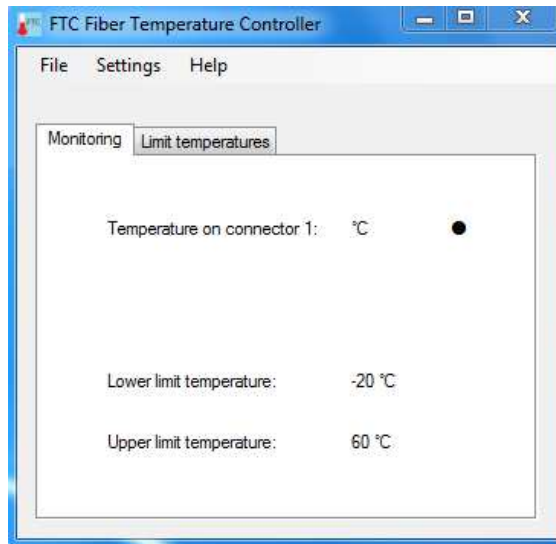 FTC FTC Fiber Temperature Controller
File Settings Help
Monitoring Limit temperatures
Temperature on connector 1: °C
Lower limit temperature: -20 °C
Upper limit temperature: 60 °C